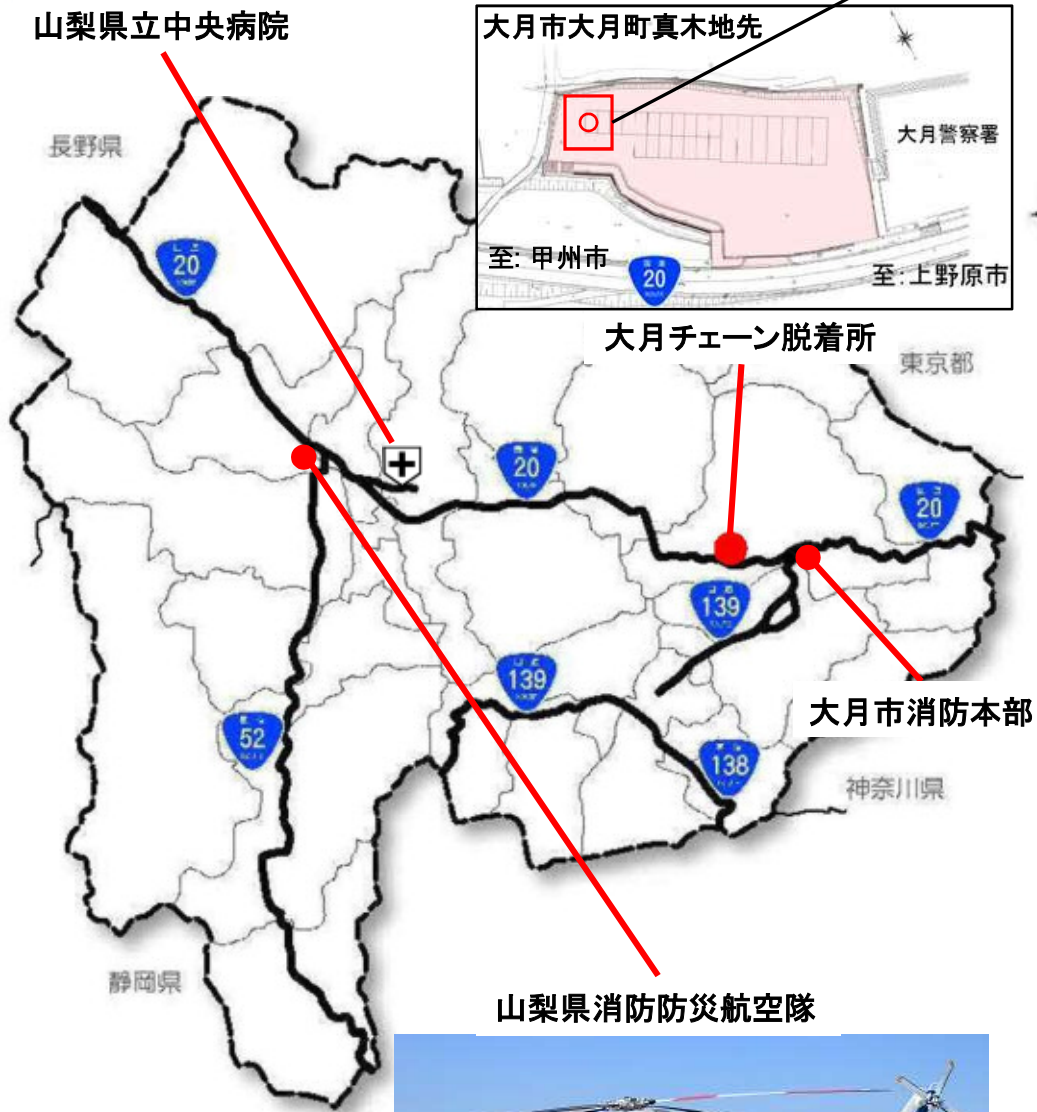 山梨県立中央病院
大月市大月町真木地先
大月警察署
至: 甲州市
20
至:上野原市
長野県
20
大月チェーン脱着所
東京都
20
20
139
139
大月市消防本部
52
138
神奈川県
静岡県
山梨県消防防災航空隊